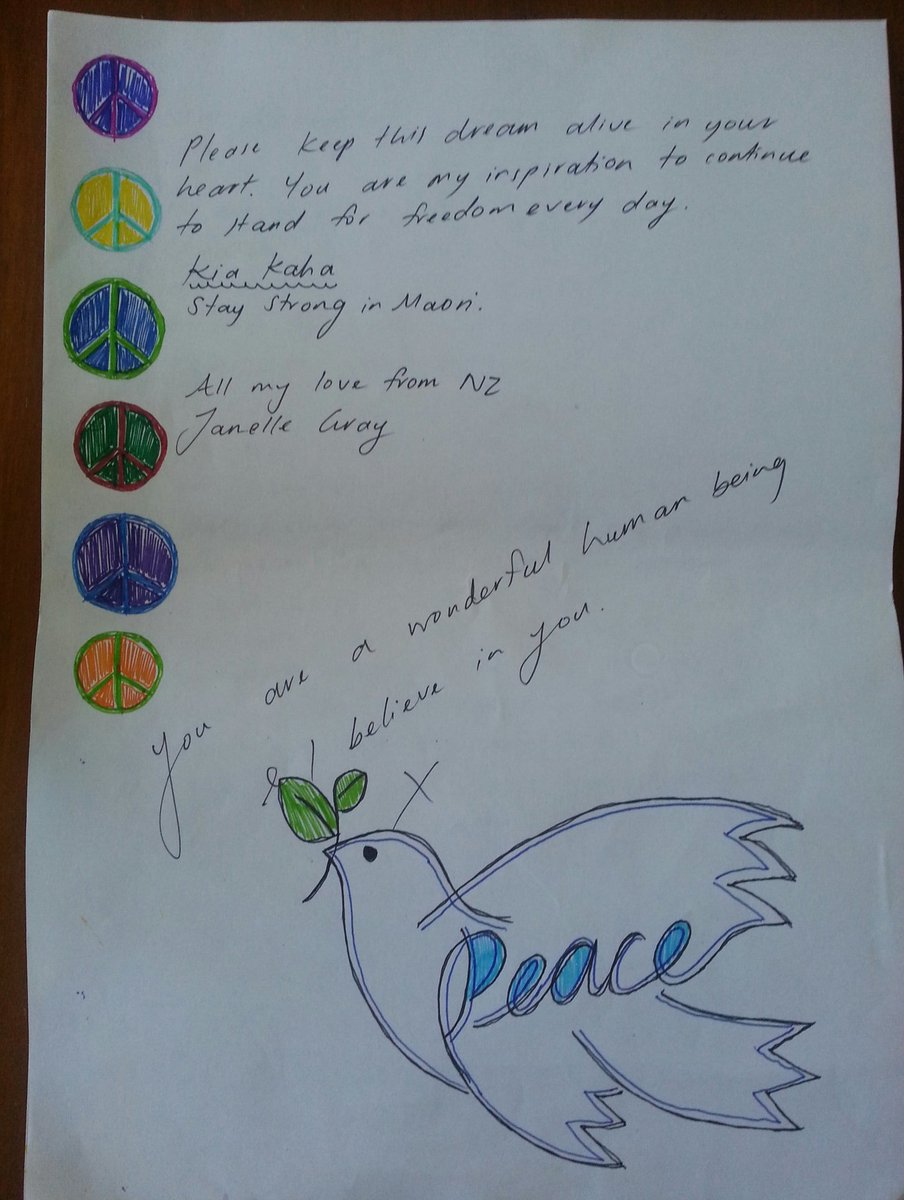 Please keep this dream alive in your
heart. You are my inspiration to continue
to stand for freedom every day.
Kia Kaha
Stay strong in Maori.
All my love from NZ
Janelle Gray
You are a wonderful human being
& I believe in you.
X
Peace